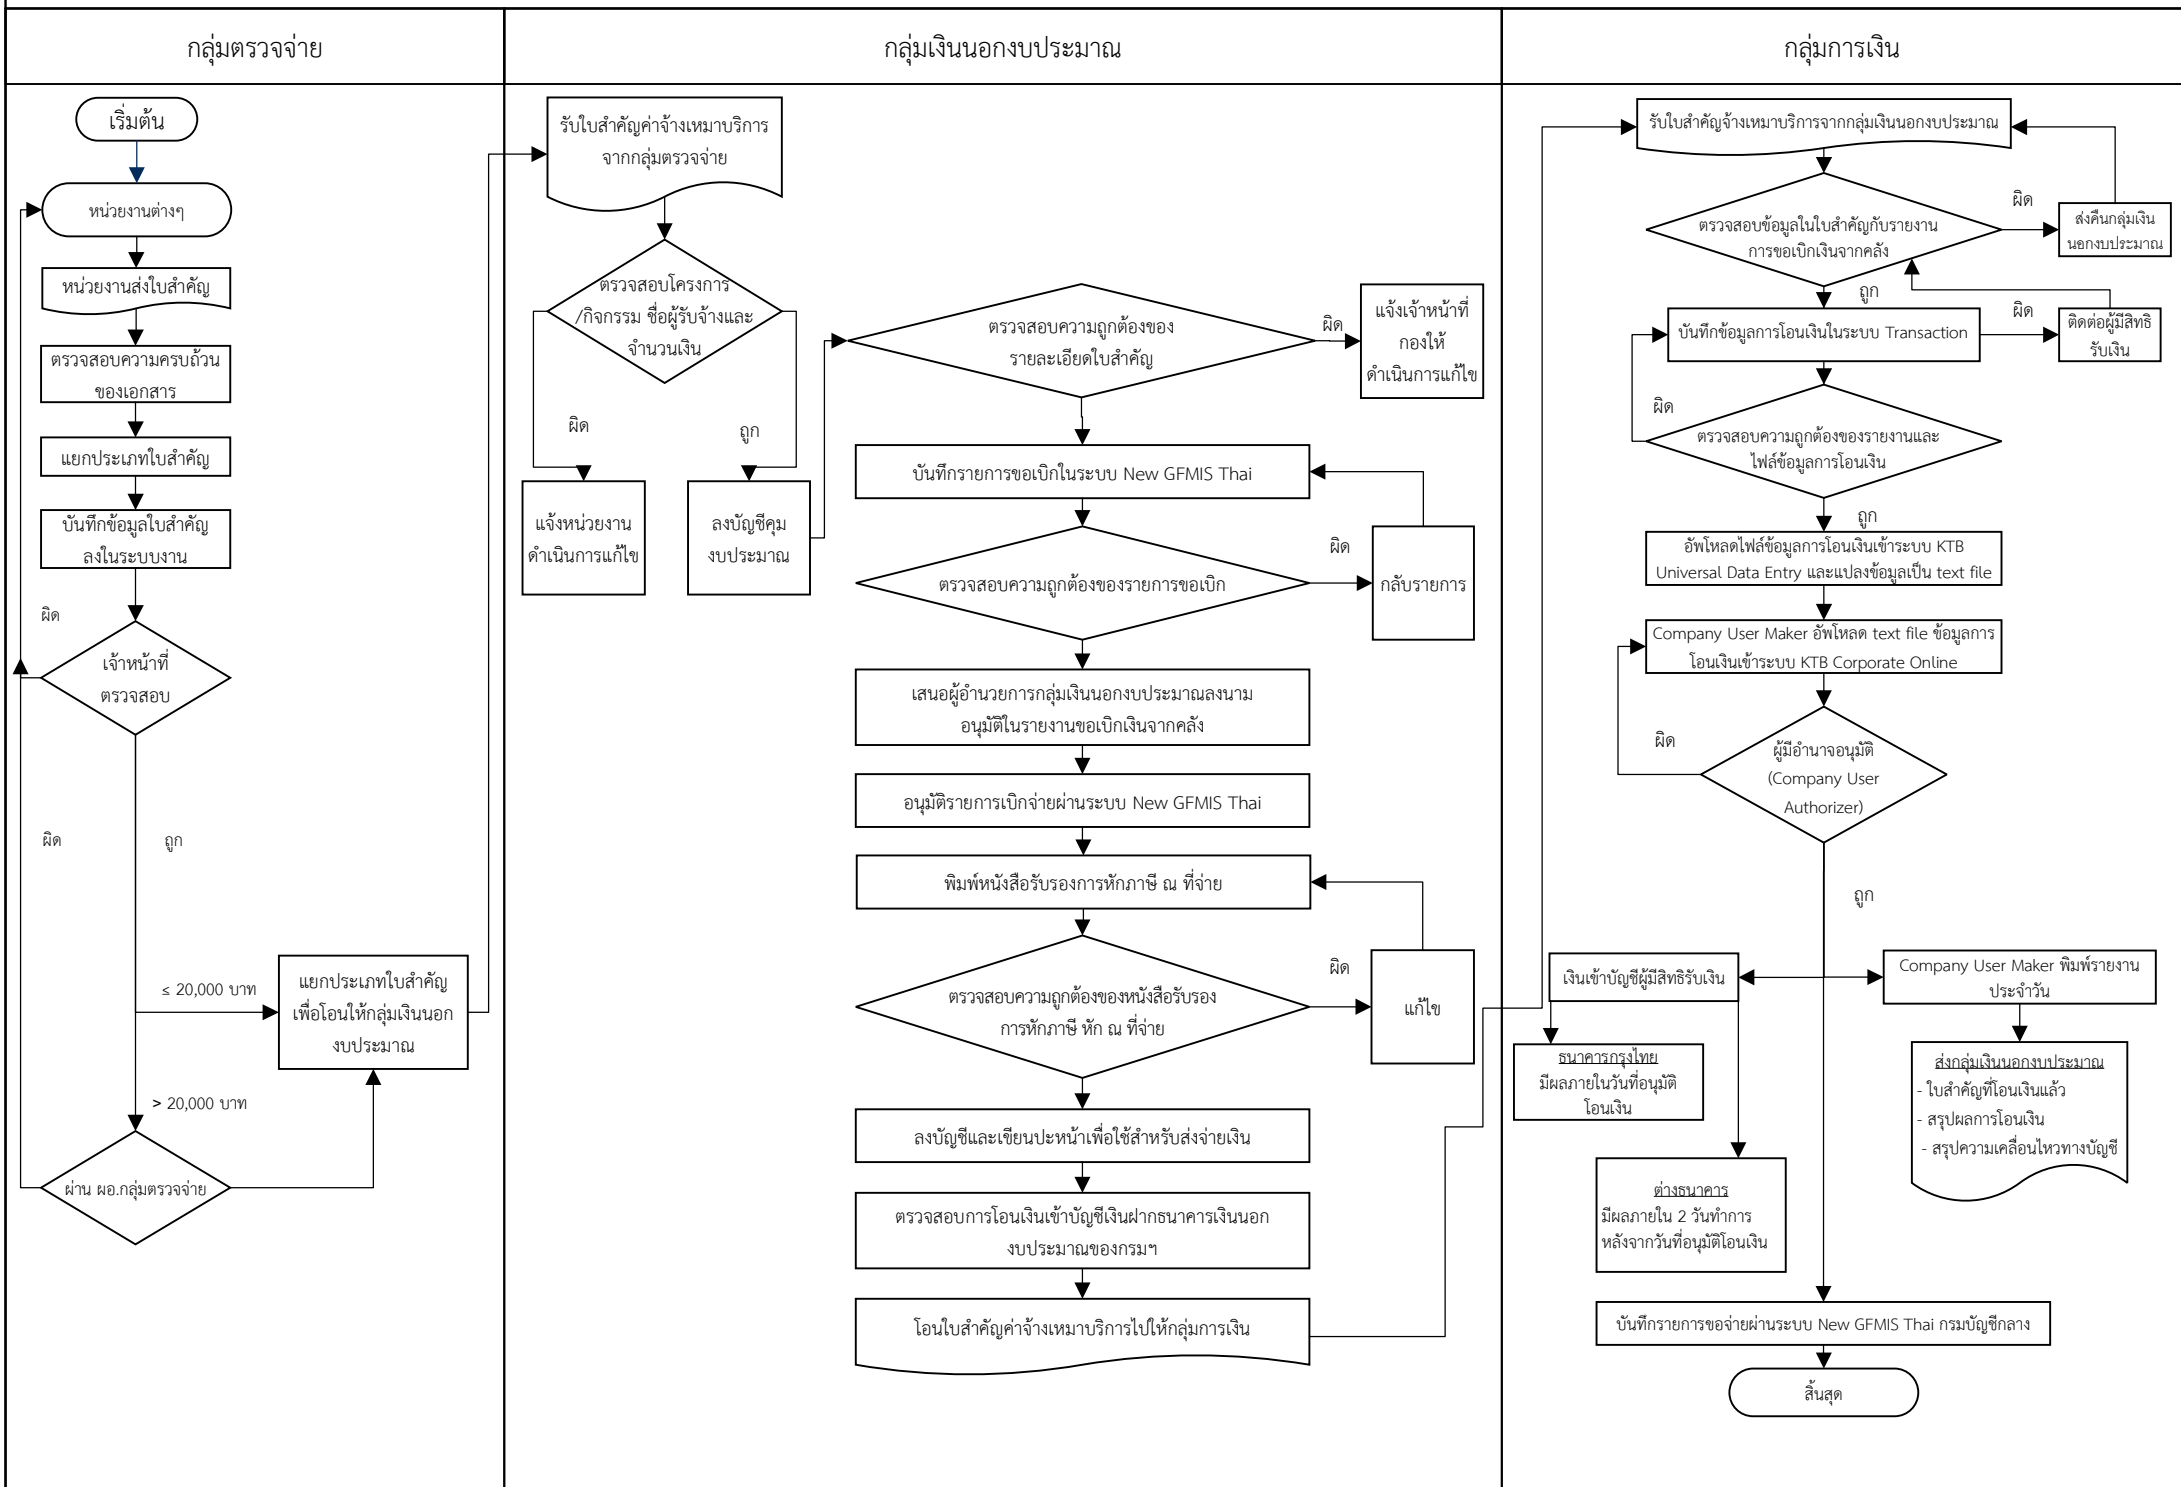 กลุ่มตรวจจ่าย
กลุ่มเงินนอกงบประมาณ
กลุ่มการเงิน
เริ่มต้น
หน่วยงานต่างๆ
หน่วยงานส่งใบสำคัญ
ตรวจสอบความครบถ้วน
ของเอกสาร
แยกประเภทใบสำคัญ
บันทึกข้อมูลใบสำคัญ
ลงในระบบงาน
ผิด
เจ้าหน้าที่
ตรวจสอบ
ผิด
ถูก
≤ 20,000 บาท
แยกประเภทใบสำคัญ
เพื่อโอนให้กลุ่มเงินนอก
งบประมาณ
> 20,000 บาท
ผ่าน ผอ.กลุ่มตรวจจ่าย
รับใบสำคัญค่าจ้างเหมาบริการ
จากกลุ่มตรวจจ่าย
ตรวจสอบโครงการ
/กิจกรรม ชื่อผู้รับจ้างและ
จำนวนเงิน
ผิด
ถูก
แจ้งหน่วยงาน
ดำเนินการแก้ไข
ลงบัญชีคุม
งบประมาณ
ตรวจสอบความถูกต้องของ
รายละเอียดใบสำคัญ
ผิด
แจ้งเจ้าหน้าที่
กองให้
ดำเนินการแก้ไข
บันทึกรายการขอเบิกในระบบ New GFMIS Thai
ตรวจสอบความถูกต้องของรายการขอเบิก
ผิด
กลับรายการ
เสนอผู้อำนวยการกลุ่มเงินนอกงบประมาณลงนาม
อนุมัติในรายงานขอเบิกเงินจากคลัง
อนุมัติรายการเบิกจ่ายผ่านระบบ New GFMIS Thai
พิมพ์หนังสือรับรองการหักภาษี ณ ที่จ่าย
ตรวจสอบความถูกต้องของหนังสือรับรอง
การหักภาษี หัก ณ ที่จ่าย
ผิด
แก้ไข
ลงบัญชีและเขียนปะหน้าเพื่อใช้สำหรับส่งจ่ายเงิน
ตรวจสอบการโอนเงินเข้าบัญชีเงินฝากธนาคารเงินนอก
งบประมาณของกรมฯ
โอนใบสำคัญค่าจ้างเหมาบริการไปให้กลุ่มการเงิน
รับใบสำคัญจ้างเหมาบริการจากกลุ่มเงินนอกงบประมาณ
ตรวจสอบข้อมูลในใบสำคัญกับรายงาน
การขอเบิกเงินจากคลัง
ผิด
ส่งคืนกลุ่มเงิน
นอกงบประมาณ
ถูก
บันทึกข้อมูลการโอนเงินในระบบ Transaction
ผิด
ติดต่อผู้มีสิทธิ
รับเงิน
ผิด
ตรวจสอบความถูกต้องของรายงานและ
ไฟล์ข้อมูลการโอนเงิน
ถูก
อัพโหลดไฟล์ข้อมูลการโอนเงินเข้าระบบ KTB
Universal Data Entry และแปลงข้อมูลเป็น text file
Company User Maker อัพโหลด text file ข้อมูลการ
โอนเงินเข้าระบบ KTB Corporate Online
ผิด
ผู้มีอำนาจอนุมัติ
(Company User
Authorizer)
ถูก
เงินเข้าบัญชีผู้มีสิทธิรับเงิน
Company User Maker พิมพ์รายงาน
ประจำวัน
ธนาคารกรุงไทย
มีผลภายในวันที่อนุมัติ
โอนเงิน
ส่งกลุ่มเงินนอกงบประมาณ
- ใบสำคัญที่โอนเงินแล้ว
- สรุปผลการโอนเงิน
- สรุปความเคลื่อนไหวทางบัญชี
ต่างธนาคาร
มีผลภายใน 2 วันทำการ
หลังจากวันที่อนุมัติโอนเงิน
บันทึกรายการขอจ่ายผ่านระบบ New GFMIS Thai กรมบัญชีกลาง
สิ้นสุด